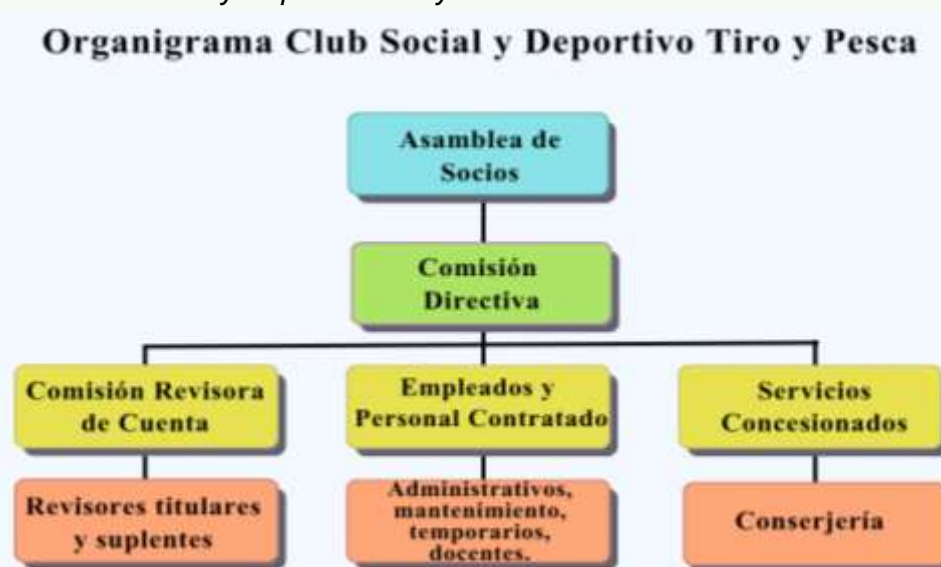 Organigrama Club Social y Deportivo Tiro y Pesca
Asamblea de
Socios
Comisión
Directiva
Comisión Revisora
de Cuenta
Empleados y
Personal Contratado
Servicios
Concesionados
Revisores titulares
y suplentes
Administrativos,
mantenimiento,
temporarios,
docentes.
Conserjería